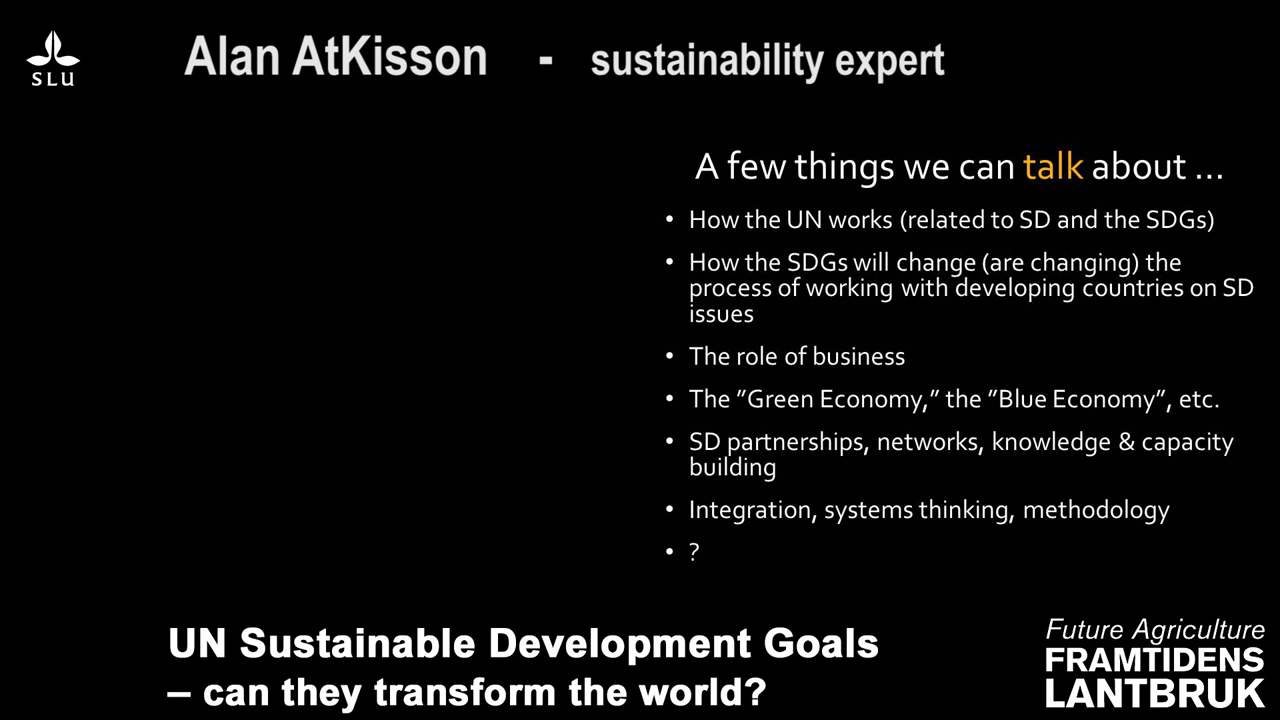 SLU
Alan AtKisson - sustainability expert
A few things we can talk about ...
• How the UN works (related to SD and the SDGs)
• How the SDGs will change (are changing) the
process of working with developing countries on SD
issues
• The role of business
• The ”Green Economy,” the ”Blue Economy”, etc.
• SD partnerships, networks, knowledge & capacity
building
• Integration, systems thinking, methodology
• ?
UN Sustainable Development Goals
– can they transform the world?
Future Agriculture
FRAMTIDENS
LANTBRUK